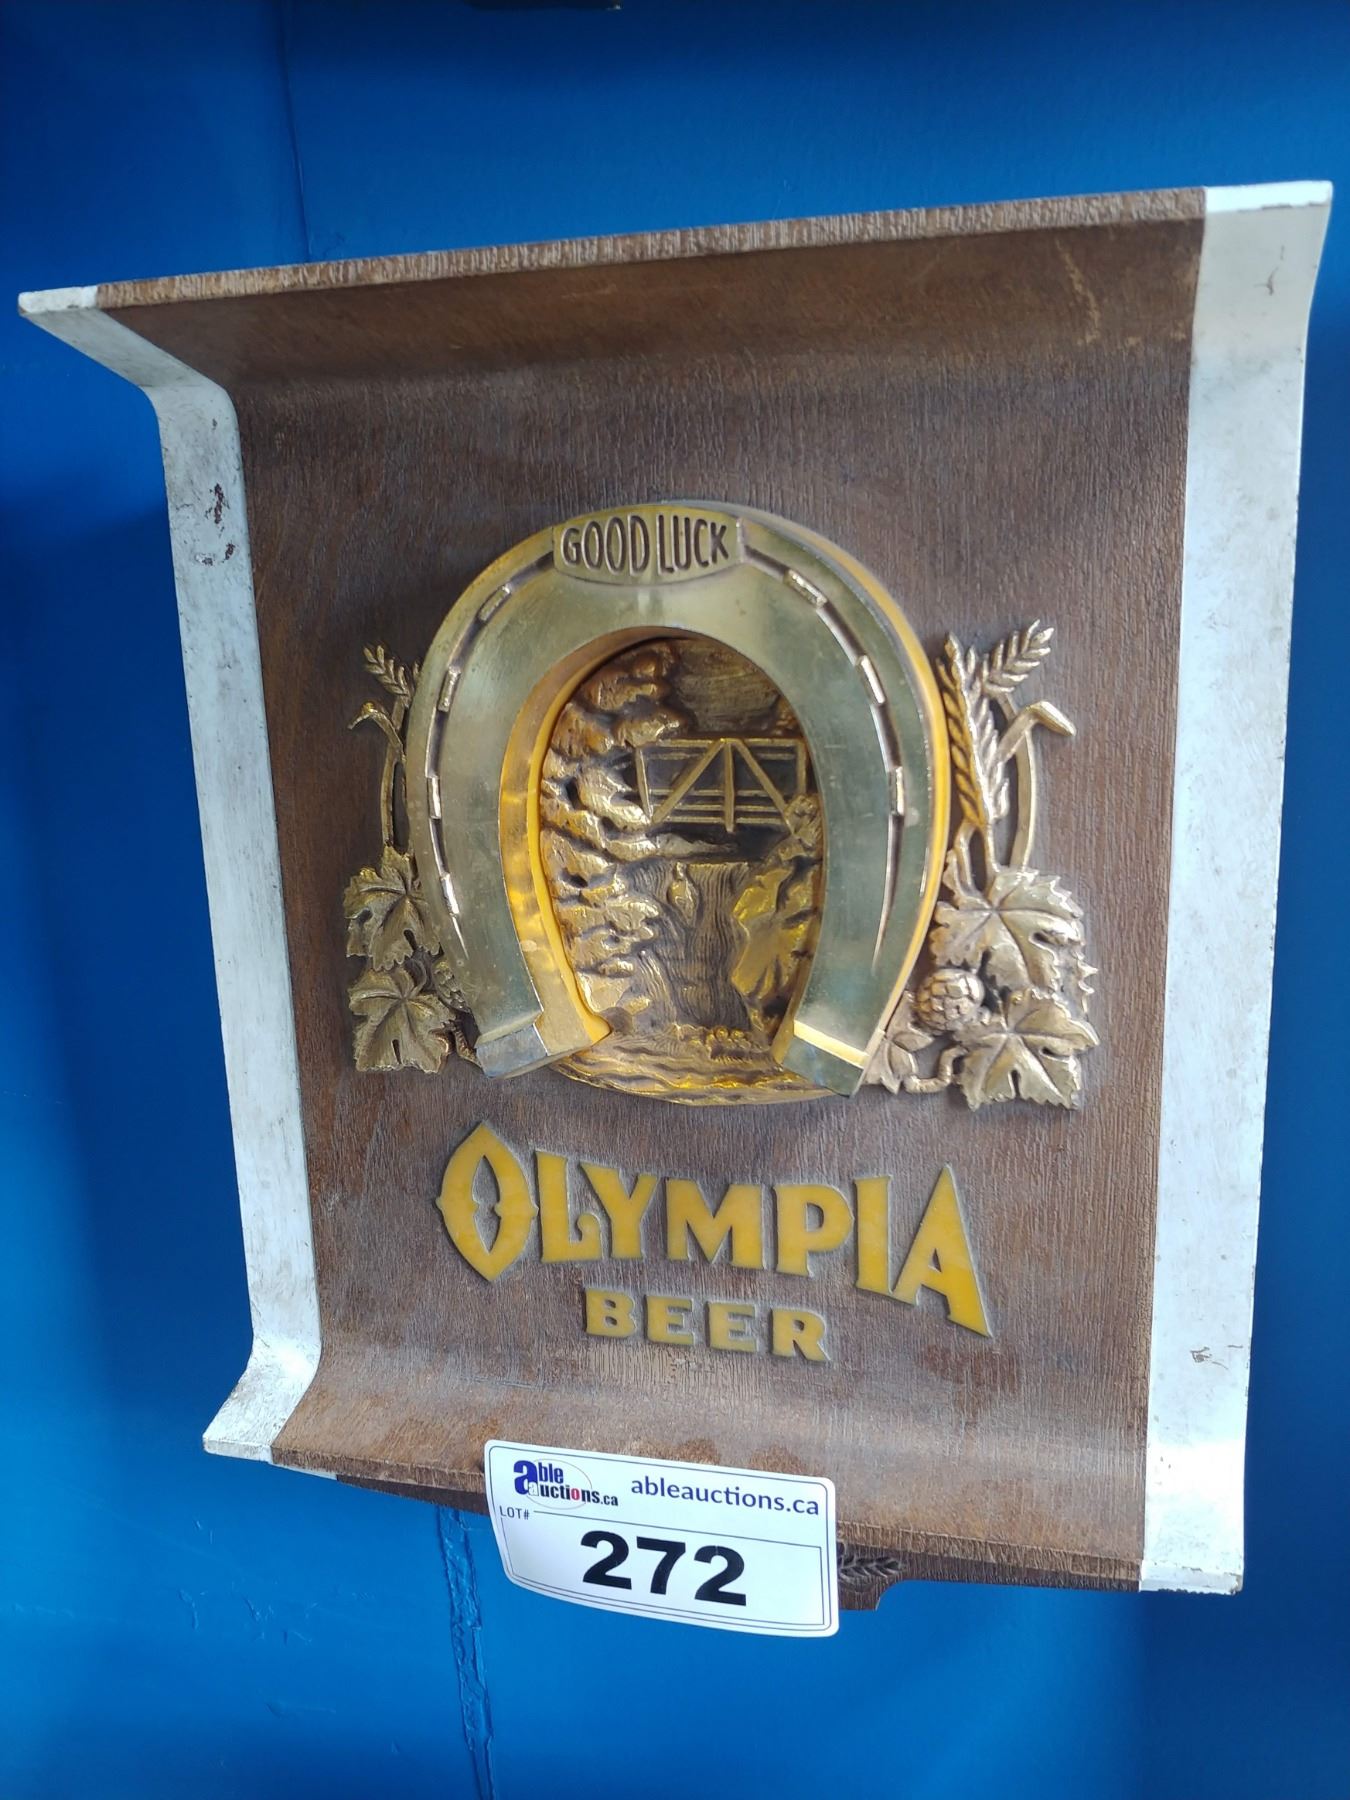 GOOD LUCK
OLYMPIA
BEER
able auctions.ca
ableauctions.ca
LOT#
272